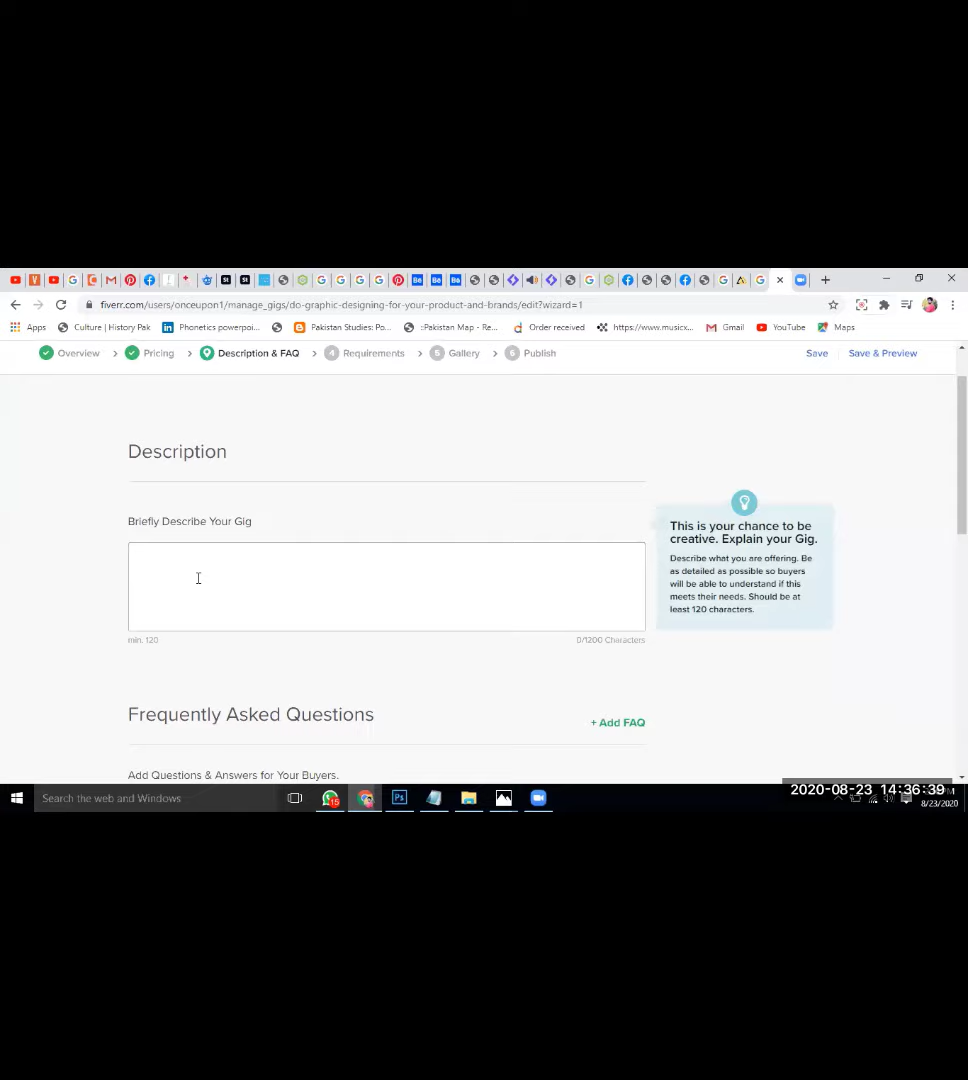 fiverr.com/users/onceupon1/manage_gigs/do-graphic-designing-for-your-product-and-brands/edit?wizard=1
Apps Culture | History Pak Phonetics powerpoi... Pakistan Studies: Po... ::Pakistan Map - Re... Order received https://www.musicx... Gmail YouTube Maps
Overview Pricing Description & FAQ 4 Requirements 5 Gallery 6 Publish Save Save & Preview
Description
Briefly Describe Your Gig
min. 120 0/1200 Characters
This is your chance to be
creative. Explain your Gig.
Describe what you are offering. Be
as detailed as possible so buyers
will be able to understand if this
meets their needs. Should be at
least 120 characters.
Frequently Asked Questions + Add FAQ
Add Questions & Answers for Your Buyers.
Search the web and Windows 15 Ps
2020-08-23 14:36:39
8/23/2020